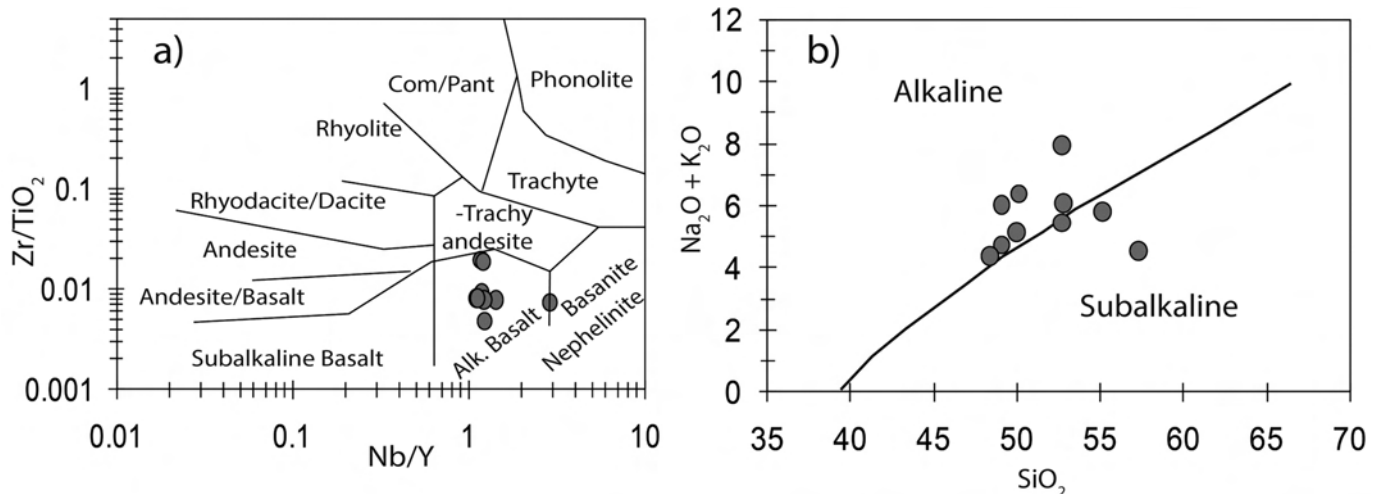 a)
Zr/TiO₂
1
0.1
0.01
0.001
Com/Pant
Phonolite
Rhyolite
Trachyte
Rhyodacite/Dacite
-Trachy
andesite
Andesite
Andesite/Basalt
Subalkaline Basalt
Alk. Basalt
Basanite
Nephelinite
0.01 0.1 1 10
Nb/Y
b)
Na₂O + K₂O
12
10
8
6
4
2
0
Alkaline
Subalkaline
35 40 45 50 55 60 65 70
SiO₂